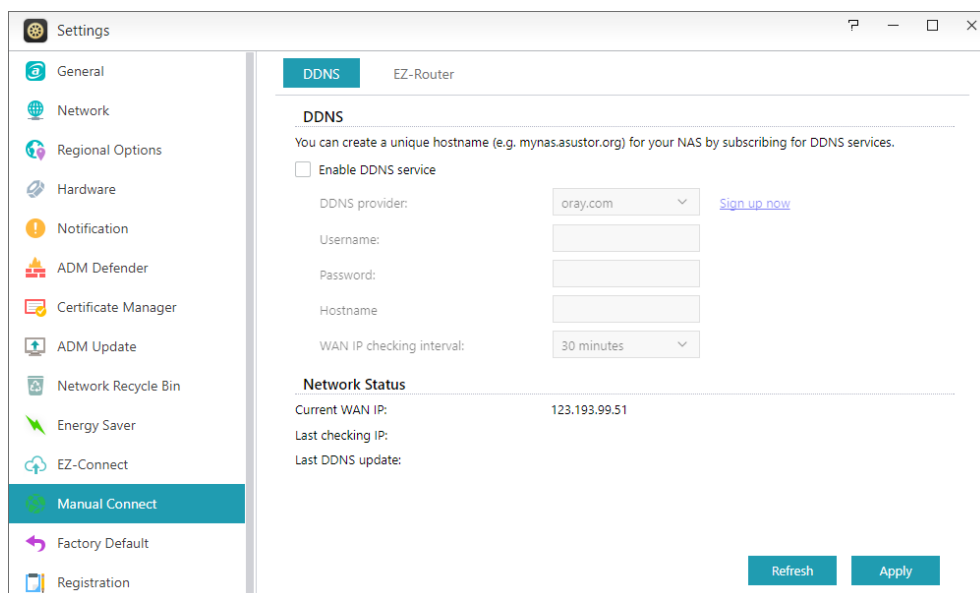 Settings
General
Network
Regional Options
Hardware
Notification
ADM Defender
Certificate Manager
ADM Update
Network Recycle Bin
Energy Saver
EZ-Connect
Manual Connect
Factory Default
Registration
DDNS EZ-Router
DDNS
You can create a unique hostname (e.g. mynas.asustor.org) for your NAS by subscribing for DDNS services.
Enable DDNS service
DDNS provider: oray.com Sign up now
Username:
Password:
Hostname
WAN IP checking interval: 30 minutes
Network Status
Current WAN IP: 123.193.99.51
Last checking IP:
Last DDNS update:
Refresh Apply